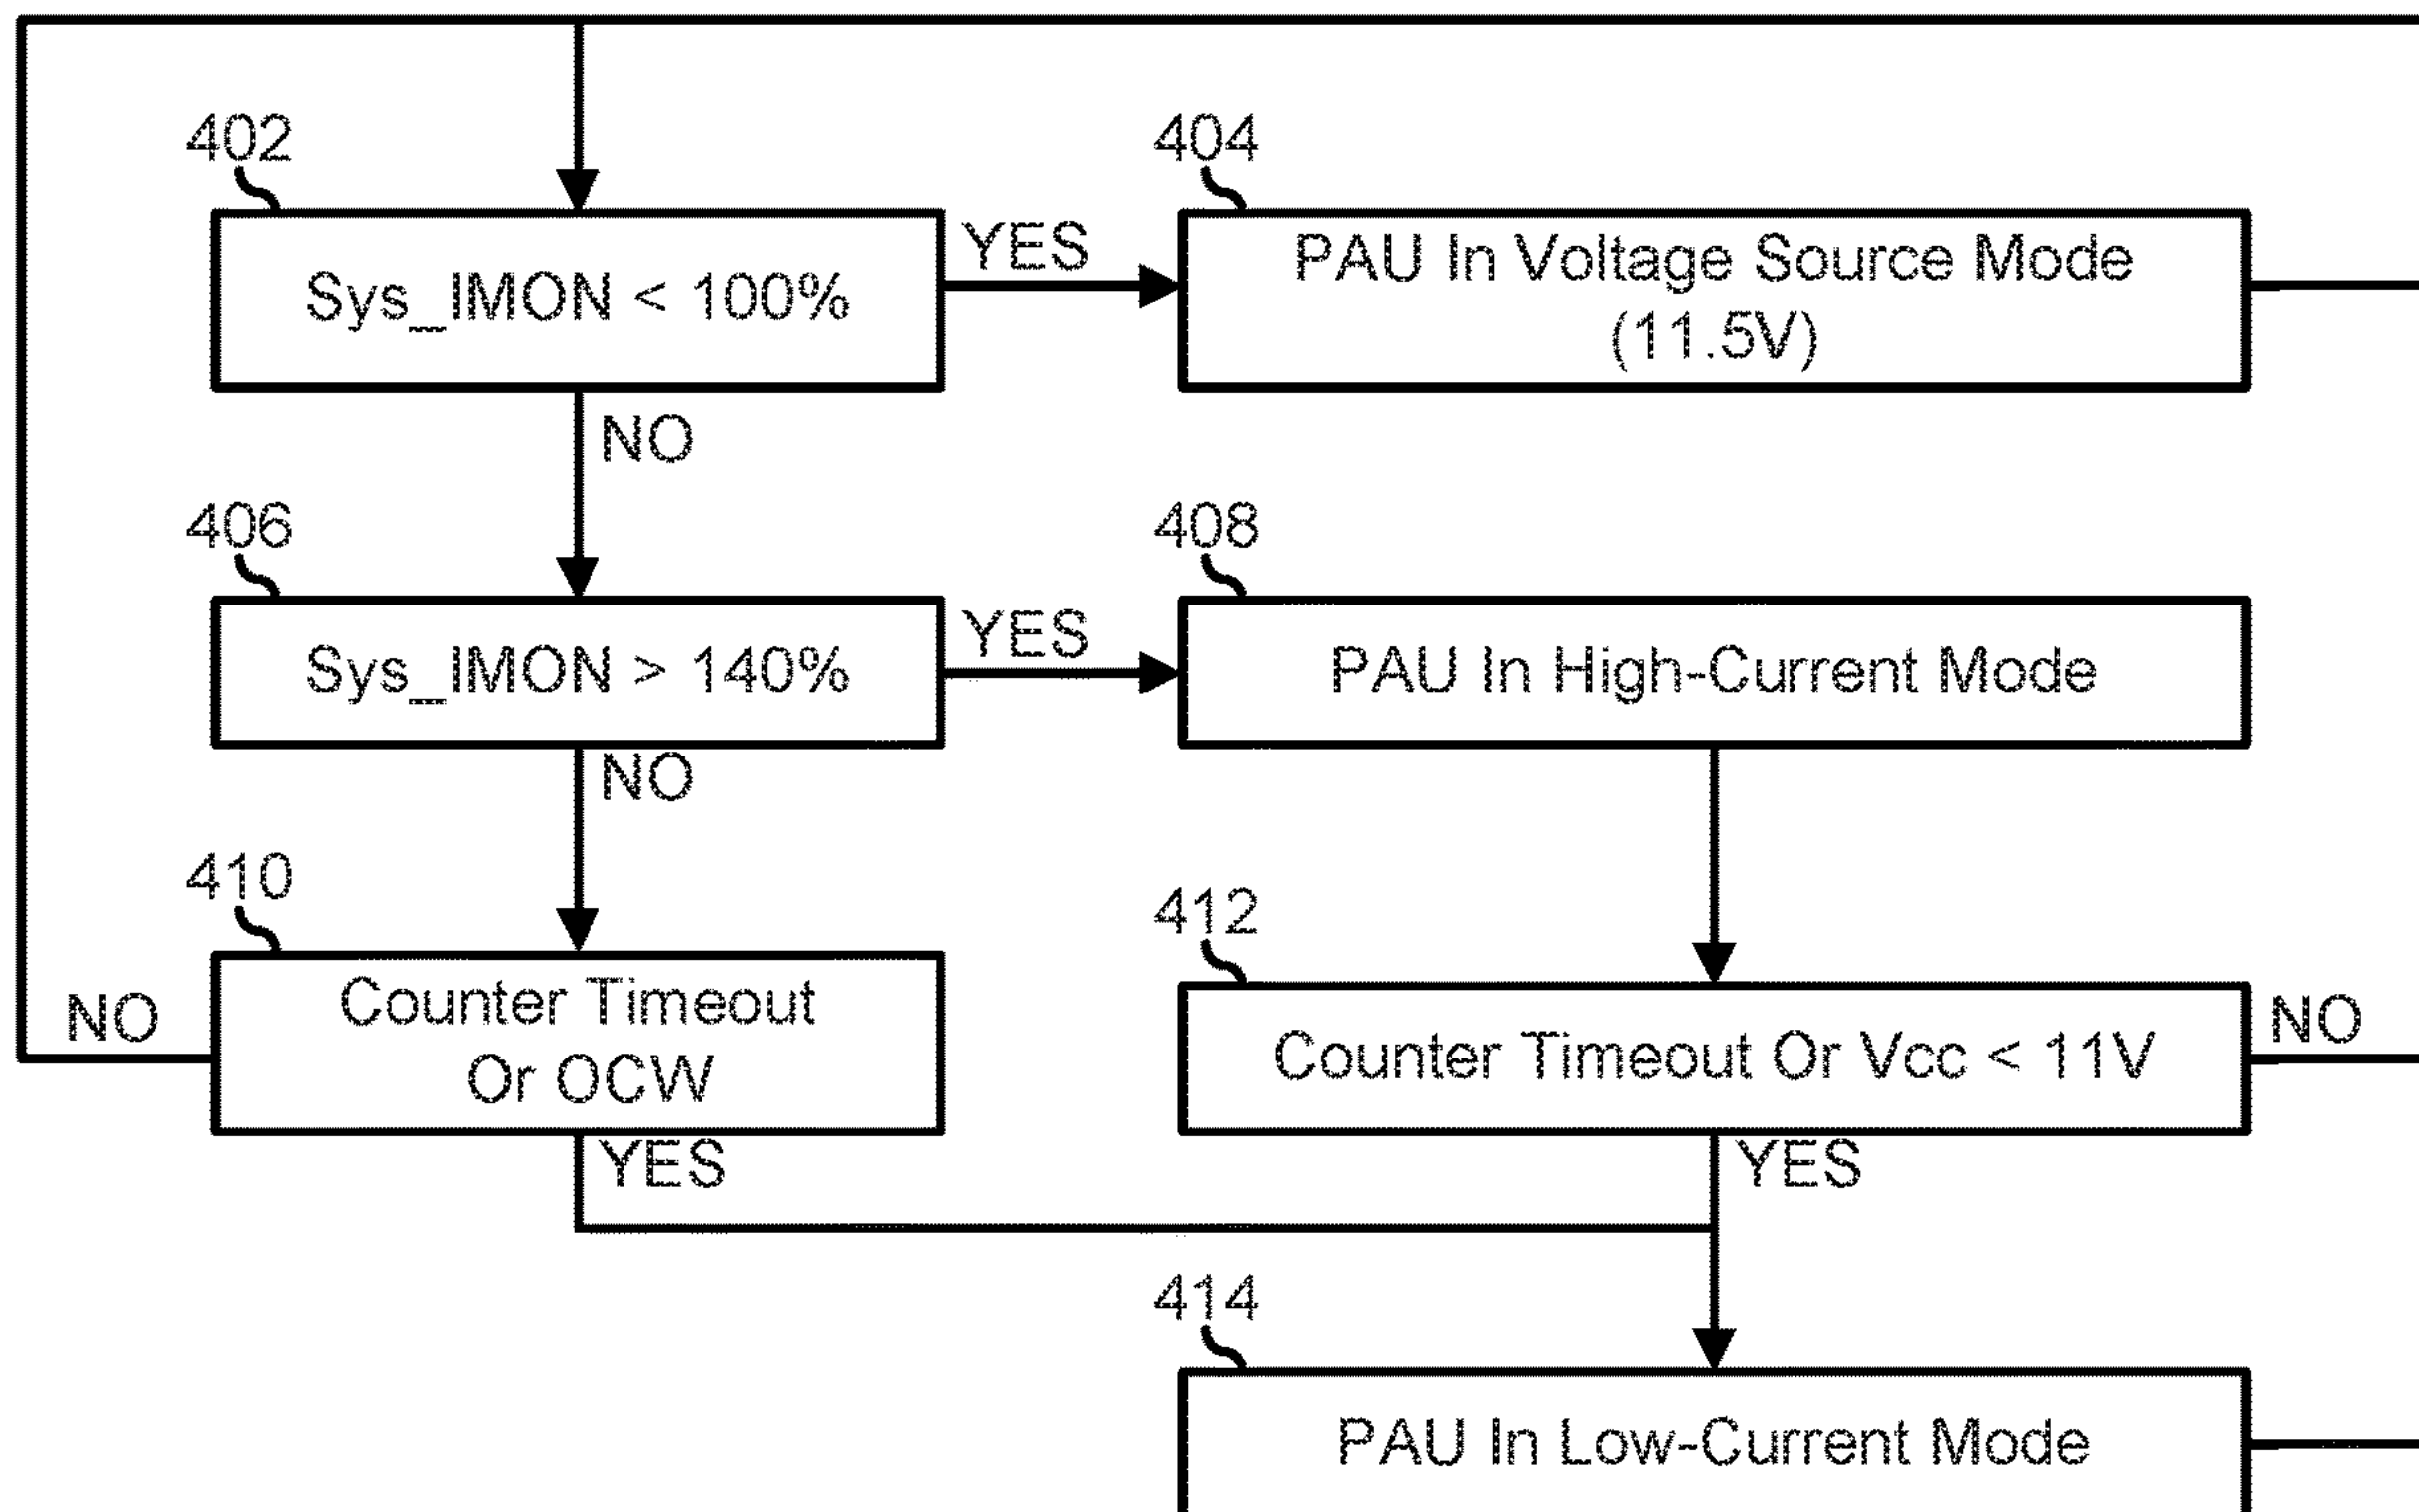 402
404
Sys_IMON < 100%
YES
PAU In Voltage Source Mode
(11.5V)
NO
406
408
Sys_IMON > 140%
YES
PAU In High-Current Mode
NO
410
412
NO
Counter Timeout
Or OCW
Counter Timeout Or Vcc < 11V
NO
YES
YES
414
PAU In Low-Current Mode